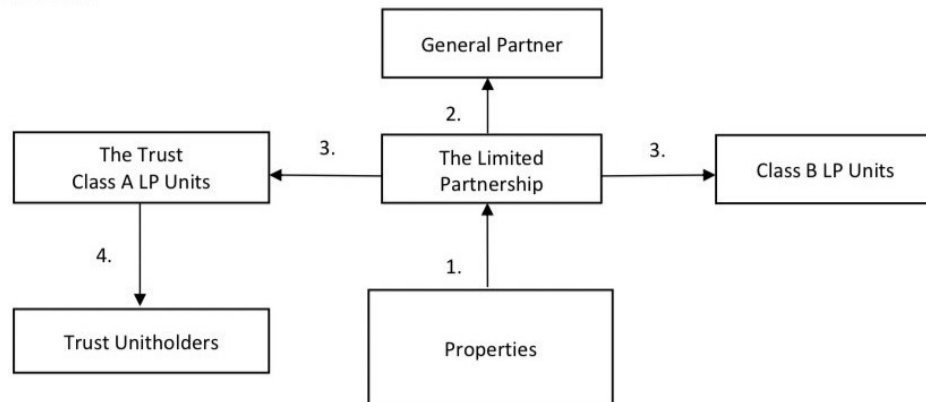 General Partner
2.
The Trust
Class A LP Units
3.
The Limited
Partnership
3.
Class B LP Units
4.
1.
Trust Unitholders
Properties